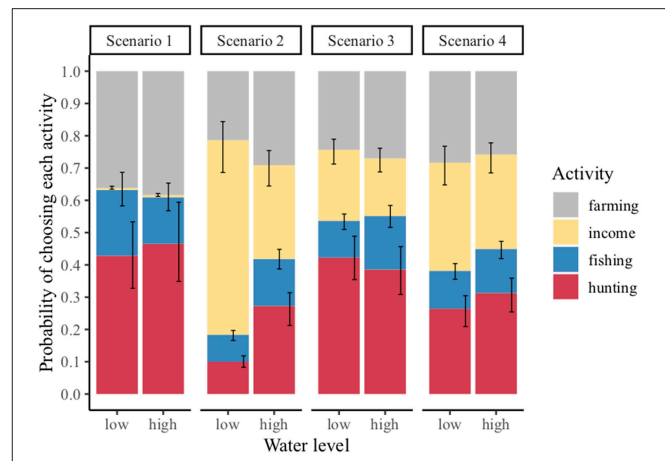 Scenario 1 Scenario 2 Scenario 3 Scenario 4
1.0
0.9
0.8
0.7
0.6
0.5
0.4
0.3
0.2
0.1
0.0
Probability of choosing each activity
low high low high low high low high
Water level
Activity
farming
income
fishing
hunting